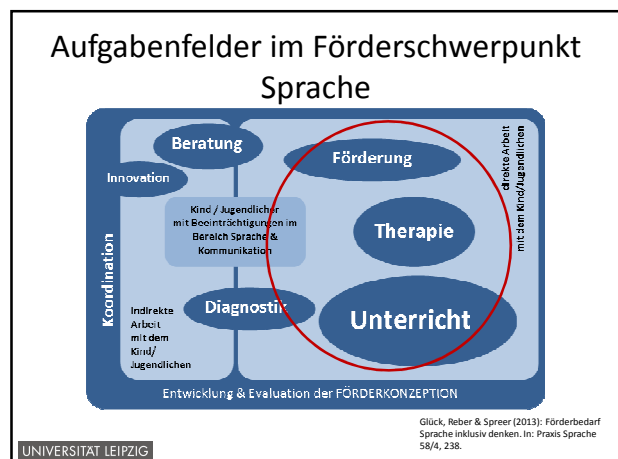 Aufgabenfelder im Förderschwerpunkt
Sprache
Beratung
Förderung
Innovation
direkte Arbeit
mit dem Kind/Jugendlichen
Kind / Jugendlicher
mit Beeinträchtigungen im
Bereich Sprache &
Kommunikation
Therapie
Koordination
Diagnostik
Unterricht
Indirekte
Arbeit
mit dem
Kind/
Jugendlichen
Entwicklung & Evaluation der FÖRDERKONZEPTION
Glück, Reber & Spreer (2013): Förderbedarf
Sprache inklusiv denken. In: Praxis Sprache
58/4, 238.
UNIVERSITÄT LEIPZIG